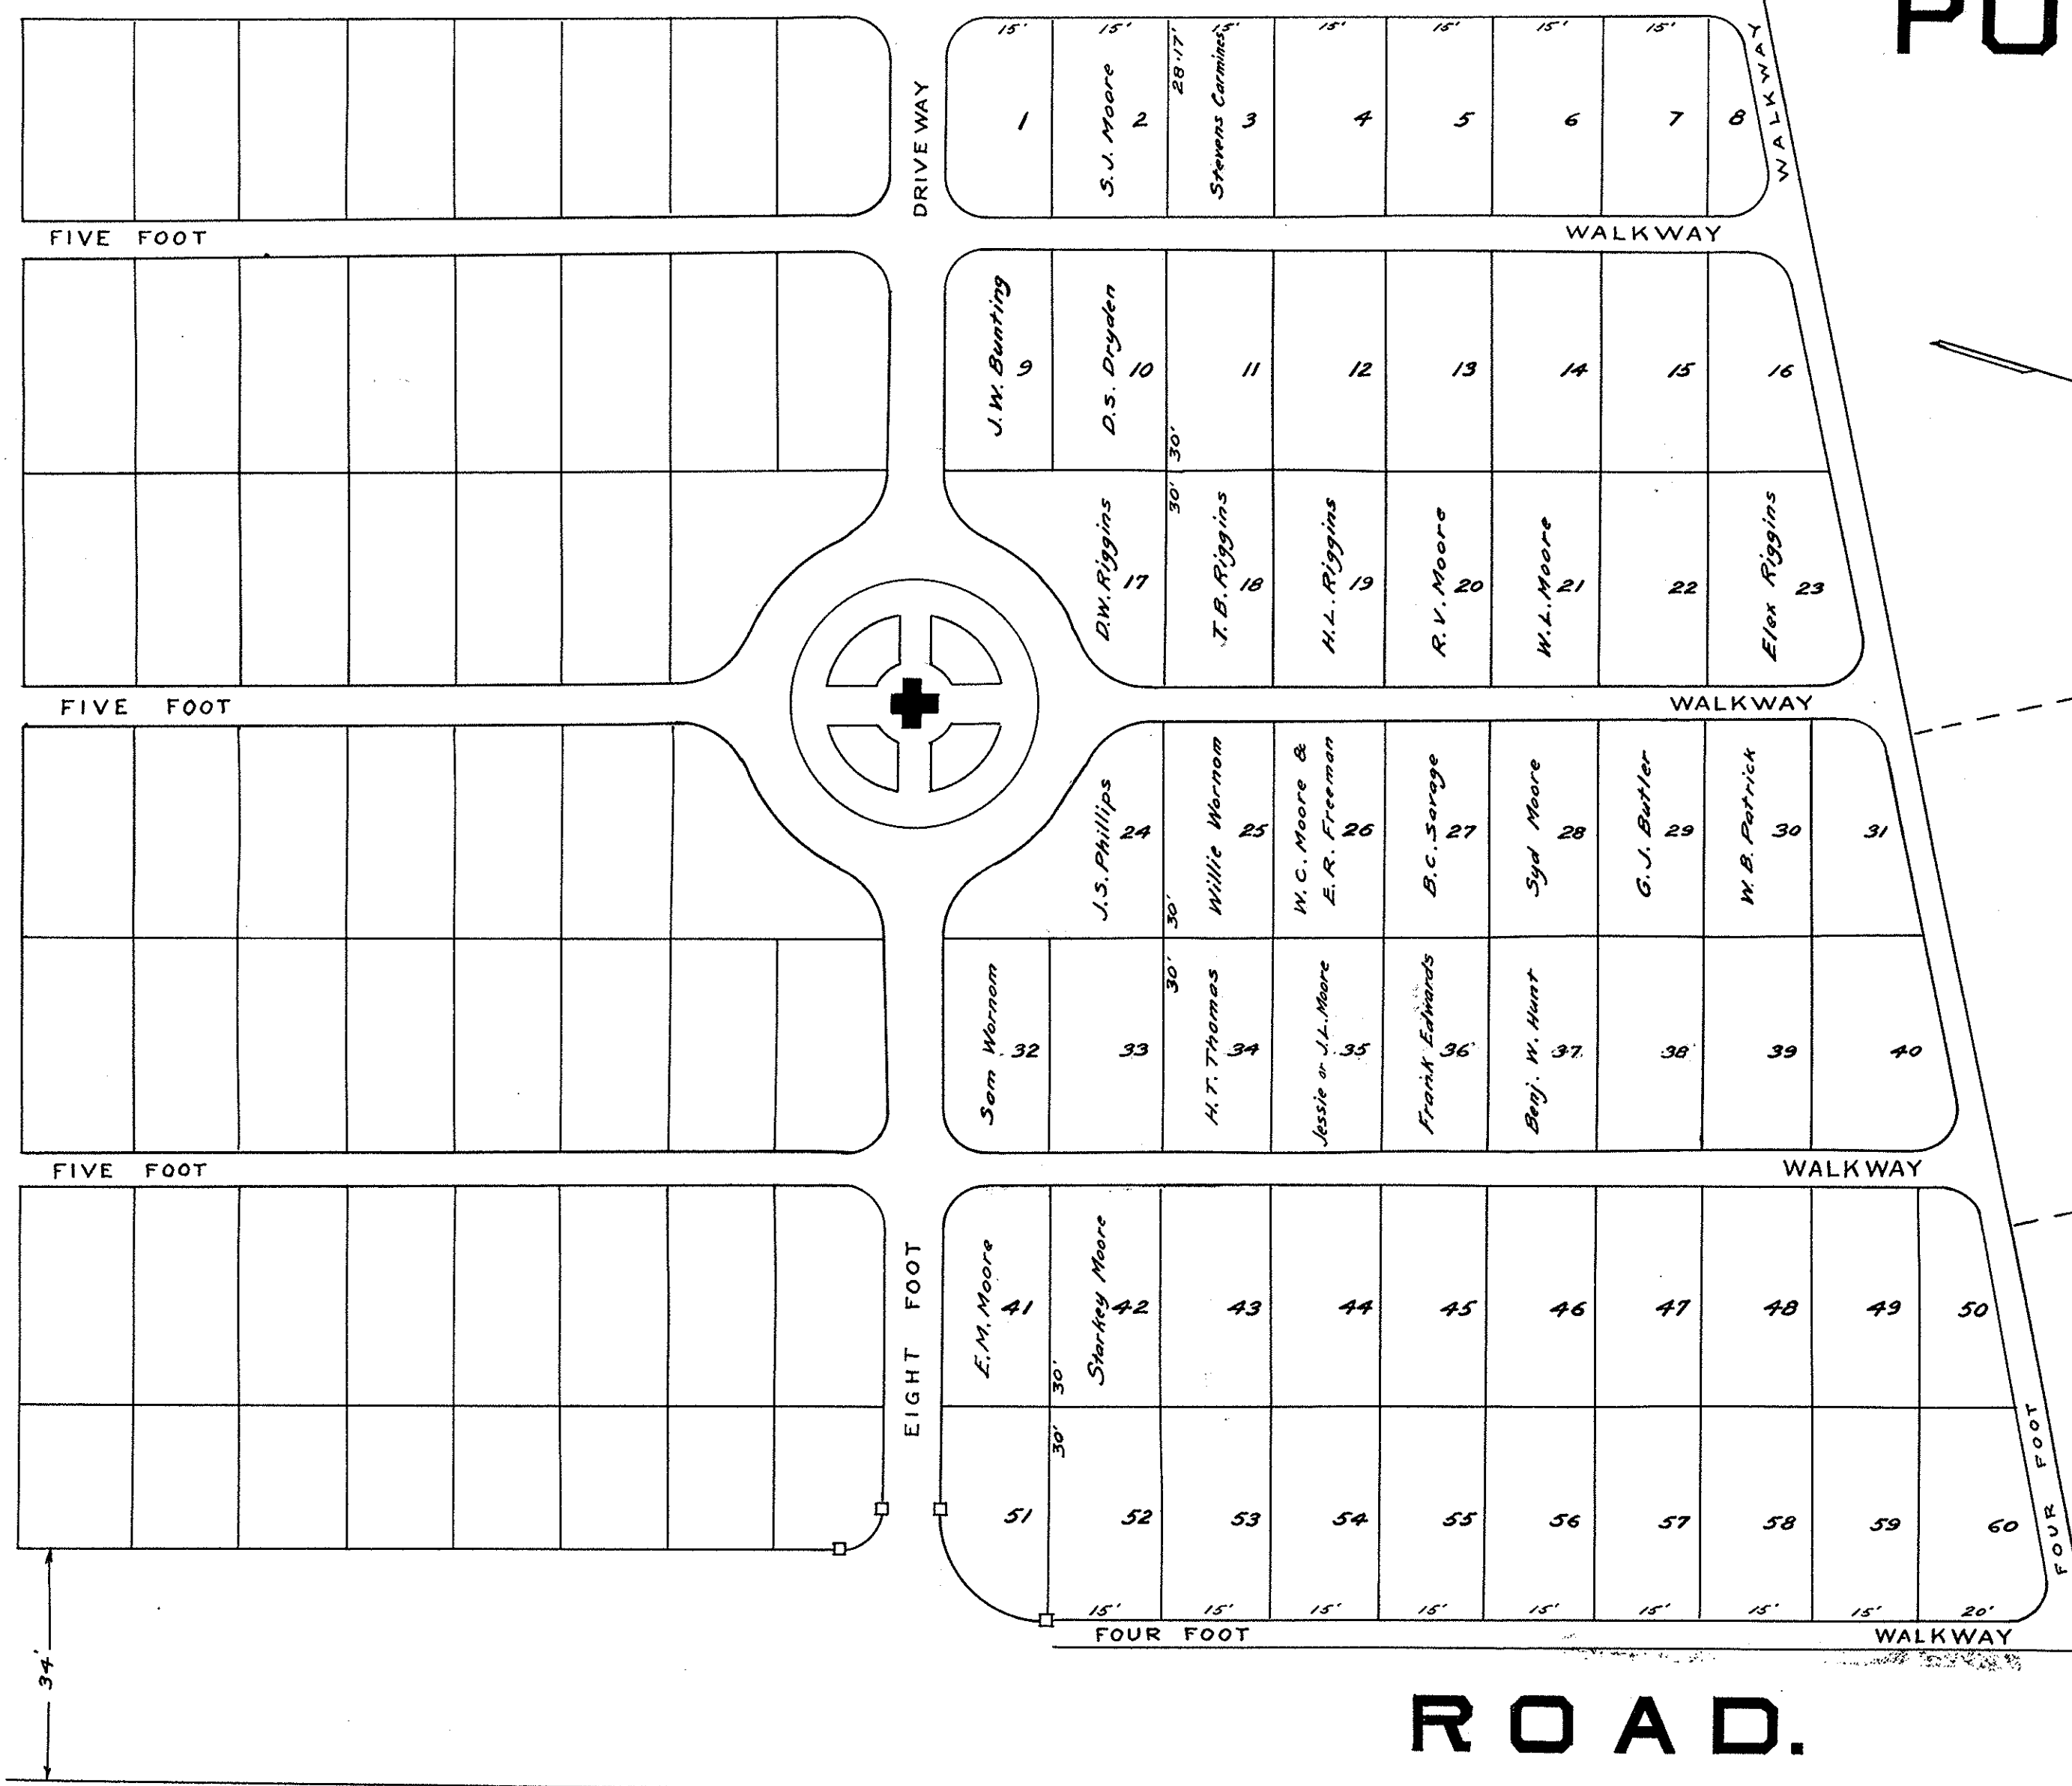 PO
15' 15' 15' 15' 15' 15' 15'
28.17'
DRIVEWAY
1
S. J. Moore 2
Stevens Carmines 3
4
5
6
7
8
WALKWAY
FIVE FOOT WALKWAY
J. W. Bunting 9
D. S. Dryden 10
11
12
13
14
15
16
30'
30'
D. W. Riggins 17
T. B. Riggins 18
H. L. Riggins 19
R. V. Moore 20
W. L. Moore 21
22
Elex Riggins 23
FIVE FOOT WALKWAY
J. S. Phillips 24
Willie Wornom 25
W. C. Moore &
E. R. Freeman 26
B. C. Savage 27
Syd Moore 28
G. J. Butler 29
W. B. Patrick 30
31
30'
30'
Sam Wornom 32
33
H. T. Thomas 34
Jessie or J. L. Moore 35
Frank Edwards 36
Benj. W. Hunt 37
38
39
40
FIVE FOOT WALKWAY
EIGHT FOOT
E. M. Moore 41
Starkey Moore 42
43
44
45
46
47
48
49
50
30'
30'
51
52
53
54
55
56
57
58
59
60
FOUR FOOT
15' 15' 15' 15' 15' 15' 15' 15' 20'
FOUR FOOT WALKWAY
34'
ROAD.